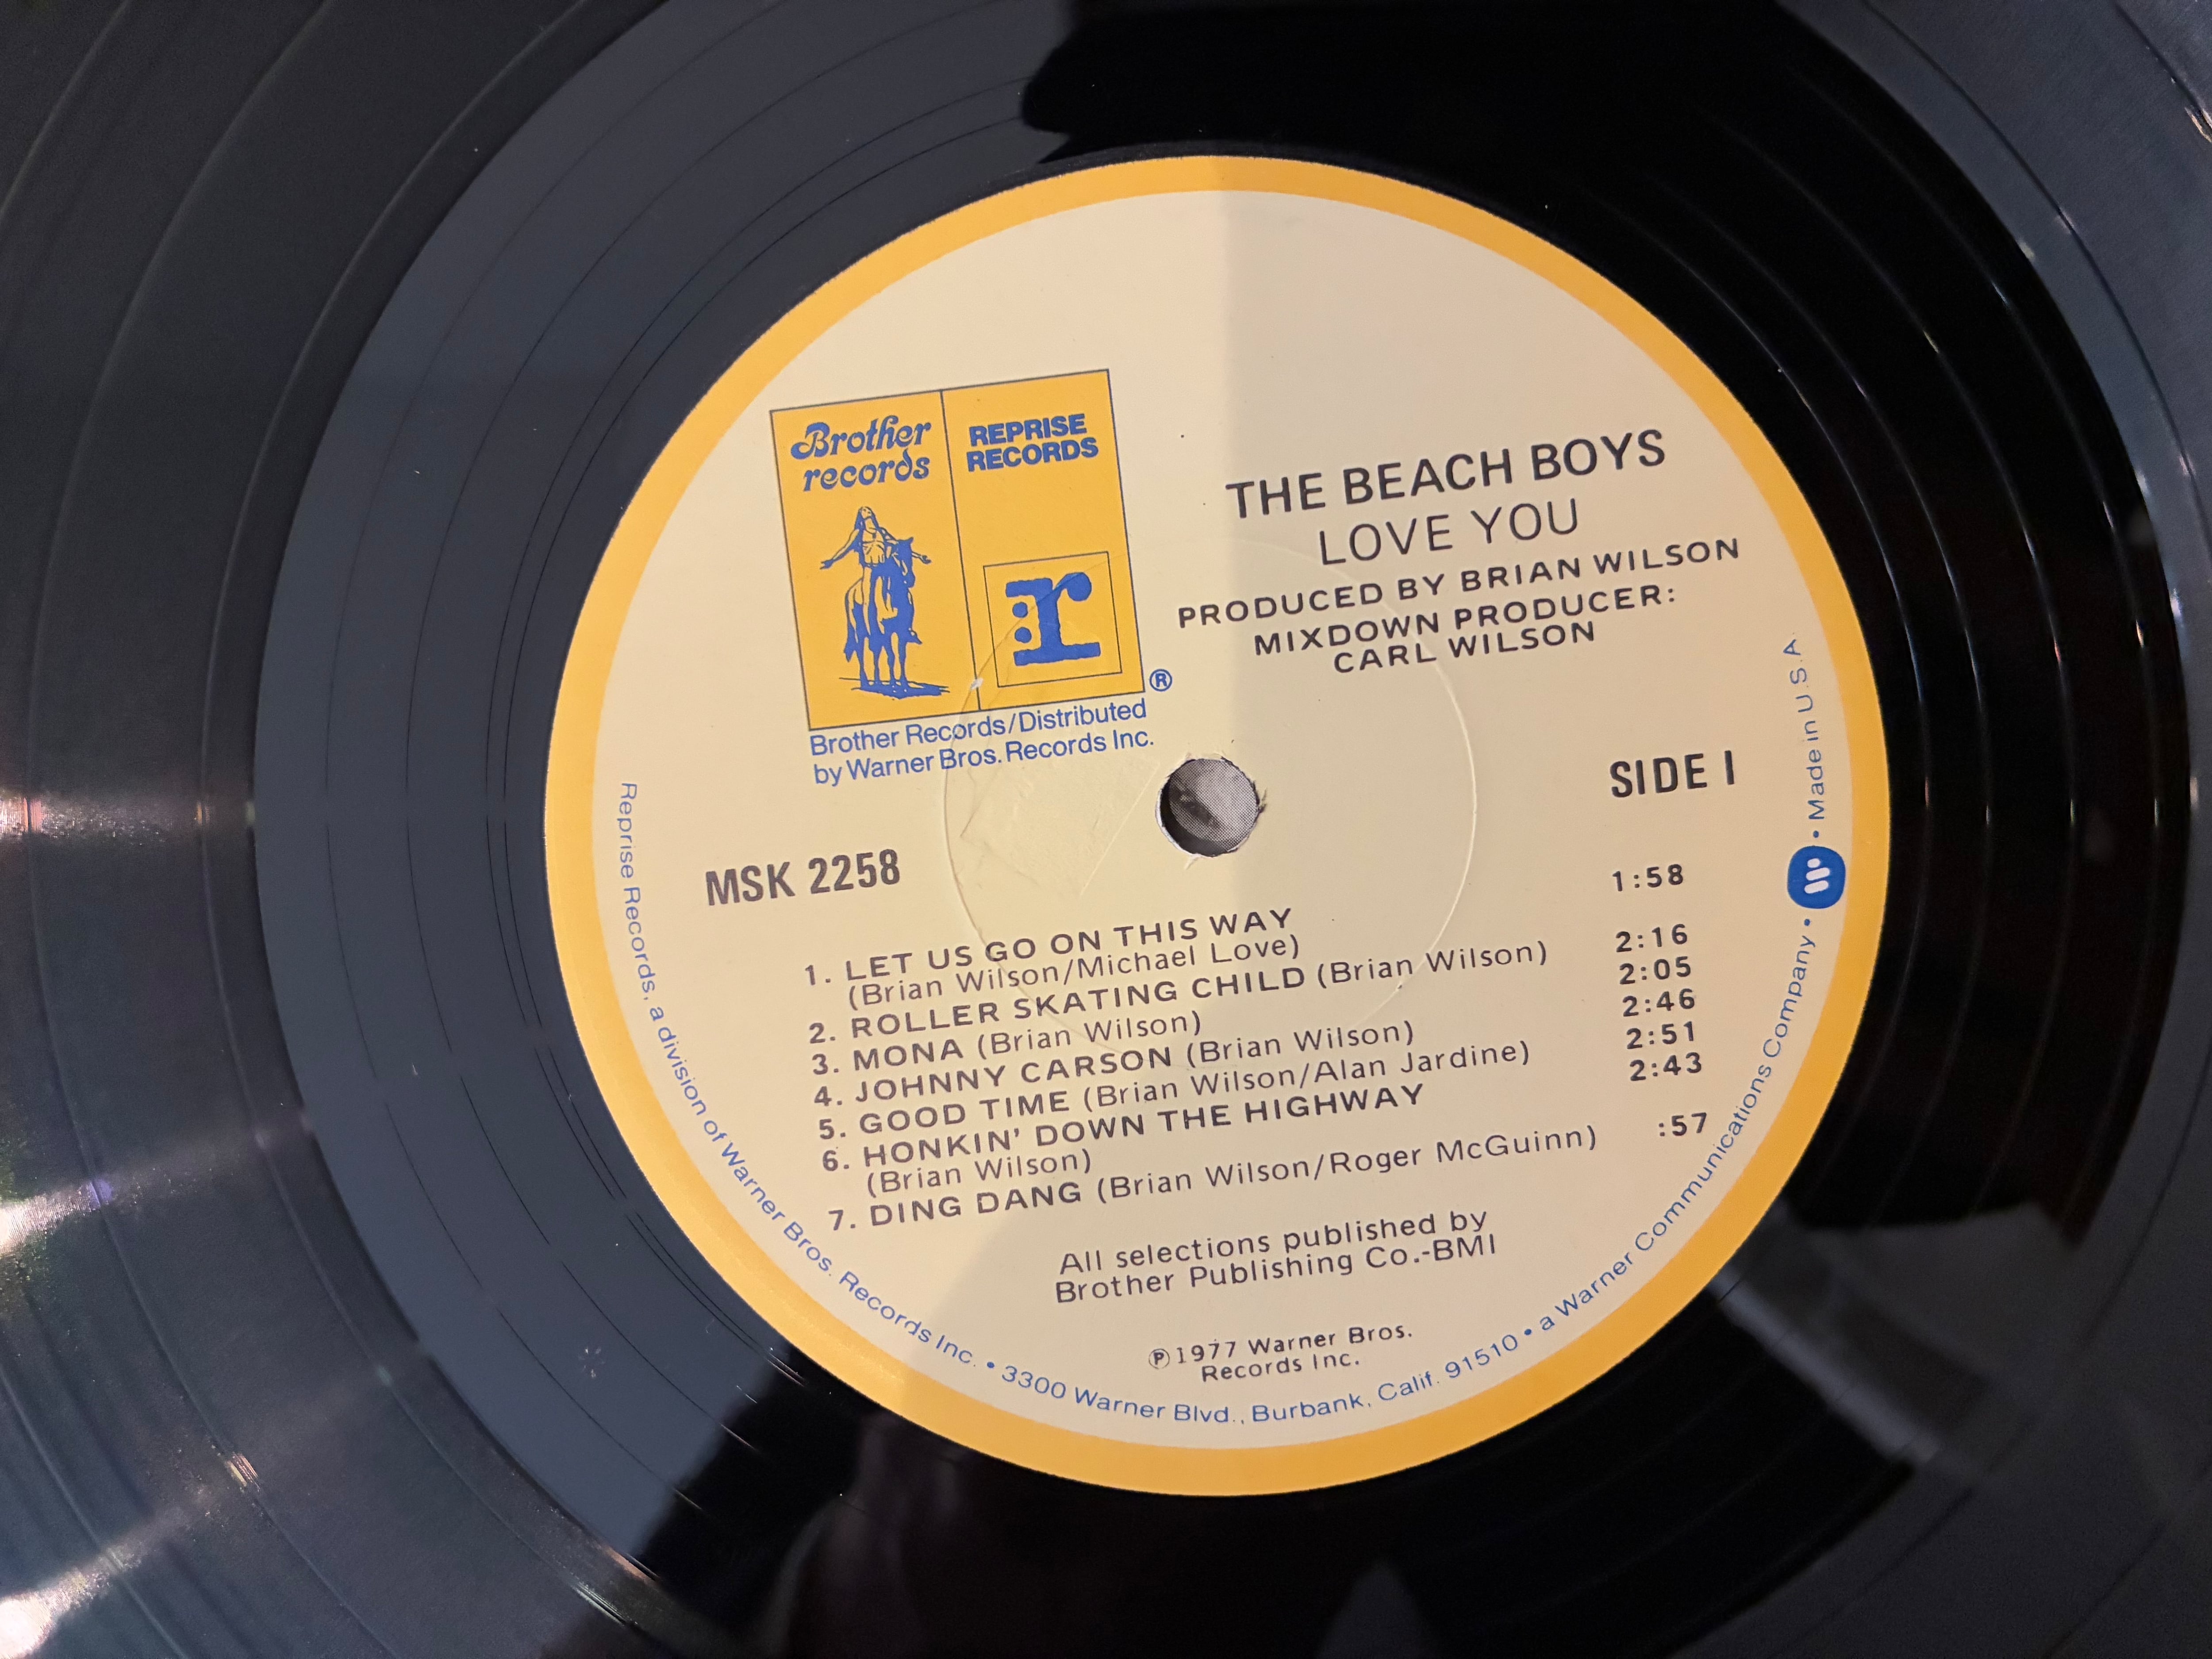 Brother
records
REPRISE
RECORDS
r
®
Brother Records/Distributed
by Warner Bros. Records Inc.
THE BEACH BOYS
LOVE YOU
PRODUCED BY BRIAN WILSON
MIXDOWN PRODUCER:
CARL WILSON
SIDE I
MSK 2258
1. LET US GO ON THIS WAY 1:58
(Brian Wilson/Michael Love)
2. ROLLER SKATING CHILD (Brian Wilson) 2:16
3. MONA (Brian Wilson) 2:05
4. JOHNNY CARSON (Brian Wilson) 2:46
5. GOOD TIME (Brian Wilson/Alan Jardine) 2:51
6. HONKIN' DOWN THE HIGHWAY 2:43
(Brian Wilson)
7. DING DANG (Brian Wilson/Roger McGuinn) :57
All selections published by
Brother Publishing Co.-BMI
℗1977 Warner Bros.
Records Inc.
Reprise Records, a division of Warner Bros. Records Inc. • 3300 Warner Blvd., Burbank, Calif. 91510 • a Warner Communications Company • W • Made in U.S.A